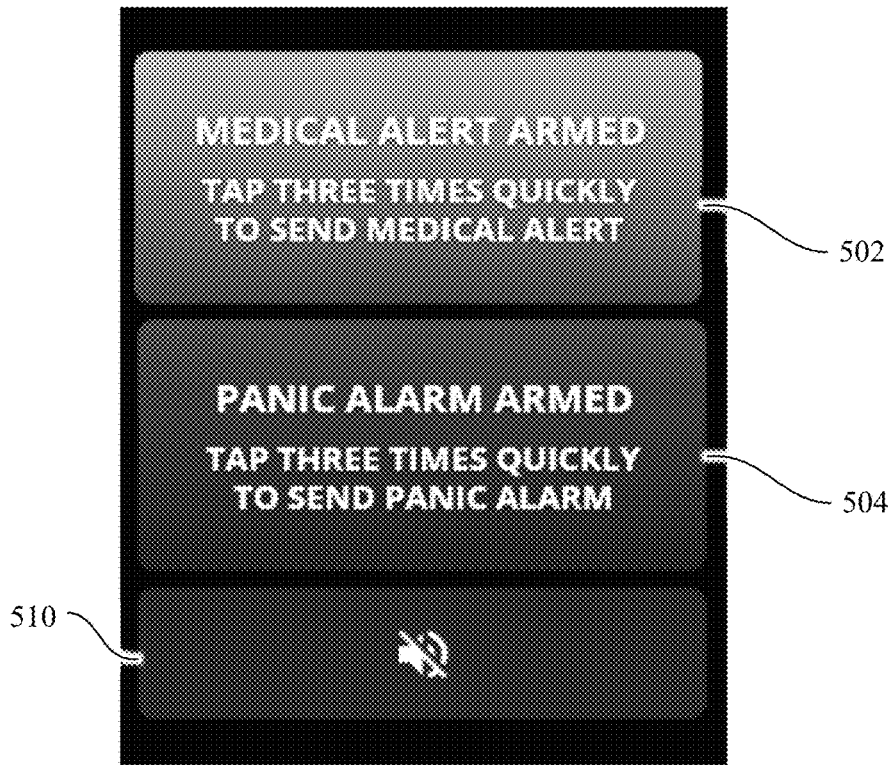 MEDICAL ALERT ARMED
TAP THREE TIMES QUICKLY
TO SEND MEDICAL ALERT
502
PANIC ALARM ARMED
TAP THREE TIMES QUICKLY
TO SEND PANIC ALARM
504
510